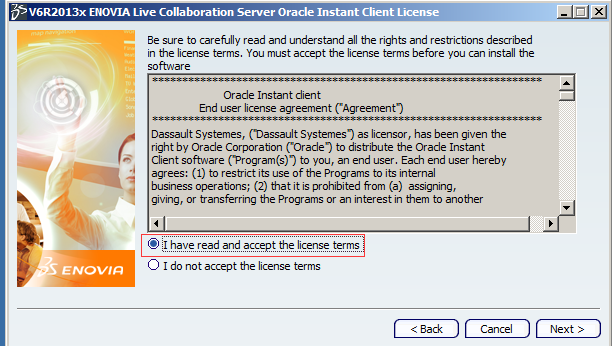 V6R2013x ENOVIA Live Collaboration Server Oracle Instant Client License
Be sure to carefully read and understand all the rights and restrictions described
in the license terms. You must accept the license terms before you can install the
software
******************************************************************************
Oracle Instant client
End user license agreement ("Agreement")
******************************************************************************
Dassault Systemes, ("Dassault Systemes") as licensor, has been given the
right by Oracle Corporation ("Oracle") to distribute the Oracle Instant
Client software ("Program(s)") to you, an end user. Each end user hereby
agrees: (1) to restrict its use of the Programs to its internal
business operations; (2) that it is prohibited from (a) assigning,
giving, or transferring the Programs or an interest in them to another
I have read and accept the license terms
I do not accept the license terms
ENOVIA
< Back
Cancel
Next >